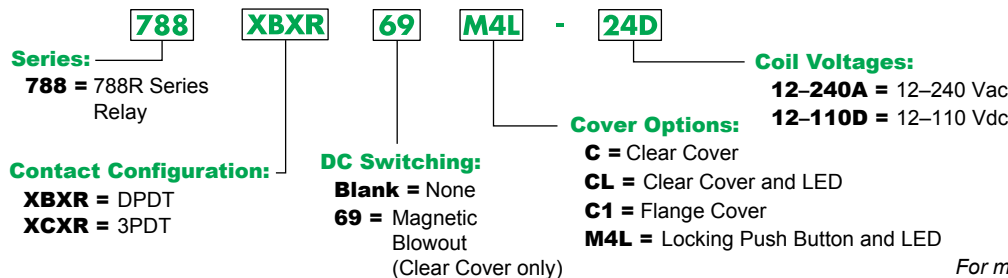 788 XBXR 69 M4L - 24D
Series:
788 = 788R Series
Relay
Contact Configuration:
XBXR = DPDT
XCXR = 3PDT
DC Switching:
Blank = None
69 = Magnetic
Blowout
(Clear Cover only)
Cover Options:
C = Clear Cover
CL = Clear Cover and LED
C1 = Flange Cover
M4L = Locking Push Button and LED
Coil Voltages:
12–240A = 12–240 Vac
12–110D = 12–110 Vdc
For m